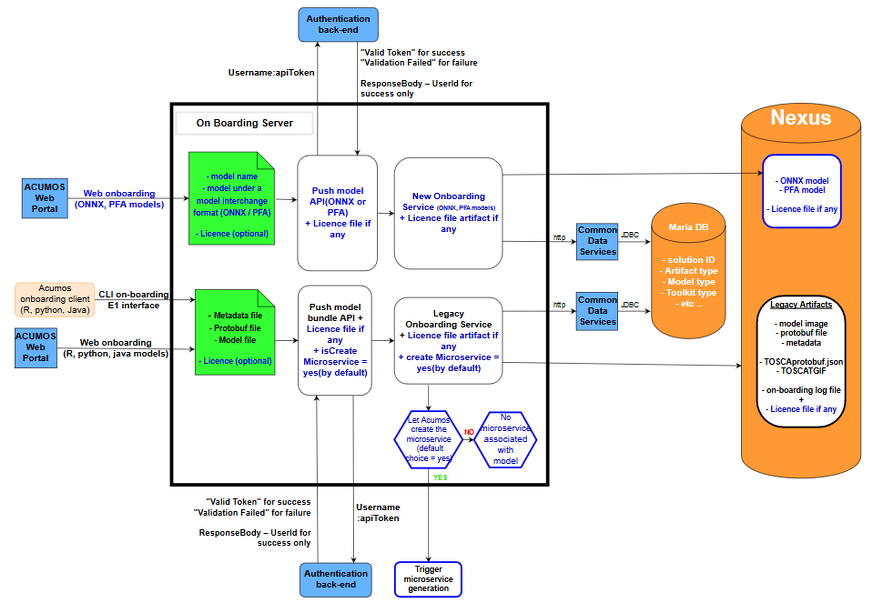 Authentication
back-end
"Valid Token" for success
"Validation Failed" for failure
Username:apiToken
ResponseBody – UserId for
success only
On Boarding Server
Nexus
ACUMOS
Web
Portal
Web onboarding
(ONNX, PFA models)
- model name
- model under a
model interchange
format (ONNX / PFA)
- Licence (optional)
Push model
API(ONNX or
PFA)
+ Licence file if
any
New Onboarding
Service (ONNX, PFA models)
+ Licence file artifact if
any
http
Common
Data
Services
JDBC
Maria DB
- solution ID
- Artifact type
- Model type
- Toolkit type
- etc ..
- ONNX model
- PFA model
- Licence file if any
Acumos
onboarding client
(R, python, Java)
CLI on-boarding
E1 interface
ACUMOS
Web
Portal
Web onboarding
(R, python, java models)
- Metadata file
- Protobuf file
- Model file
- Licence (optional)
Push model
bundle API +
Licence file if
any
+ isCreate
Microservice =
yes(by default)
Legacy
Onboarding Service
+ Licence file artifact if
any
+ create Microservice =
yes(by default)
http
Common
Data
Services
JDBC
Legacy Artifacts
- model image
- protobuf file
- metadata
- TOSCAprotobuf.json
- TOSCATGIF
- on-boarding log file
+
- Licence file if any
Let Acumos
create the
microservice
(default
choice = yes)
NO
No
microservice
associated
with
model
YES
"Valid Token" for success
"Validation Failed" for failure
ResponseBody – UserId for
success only
Username
:apiToken
Authentication
back-end
Trigger
microservice
generation